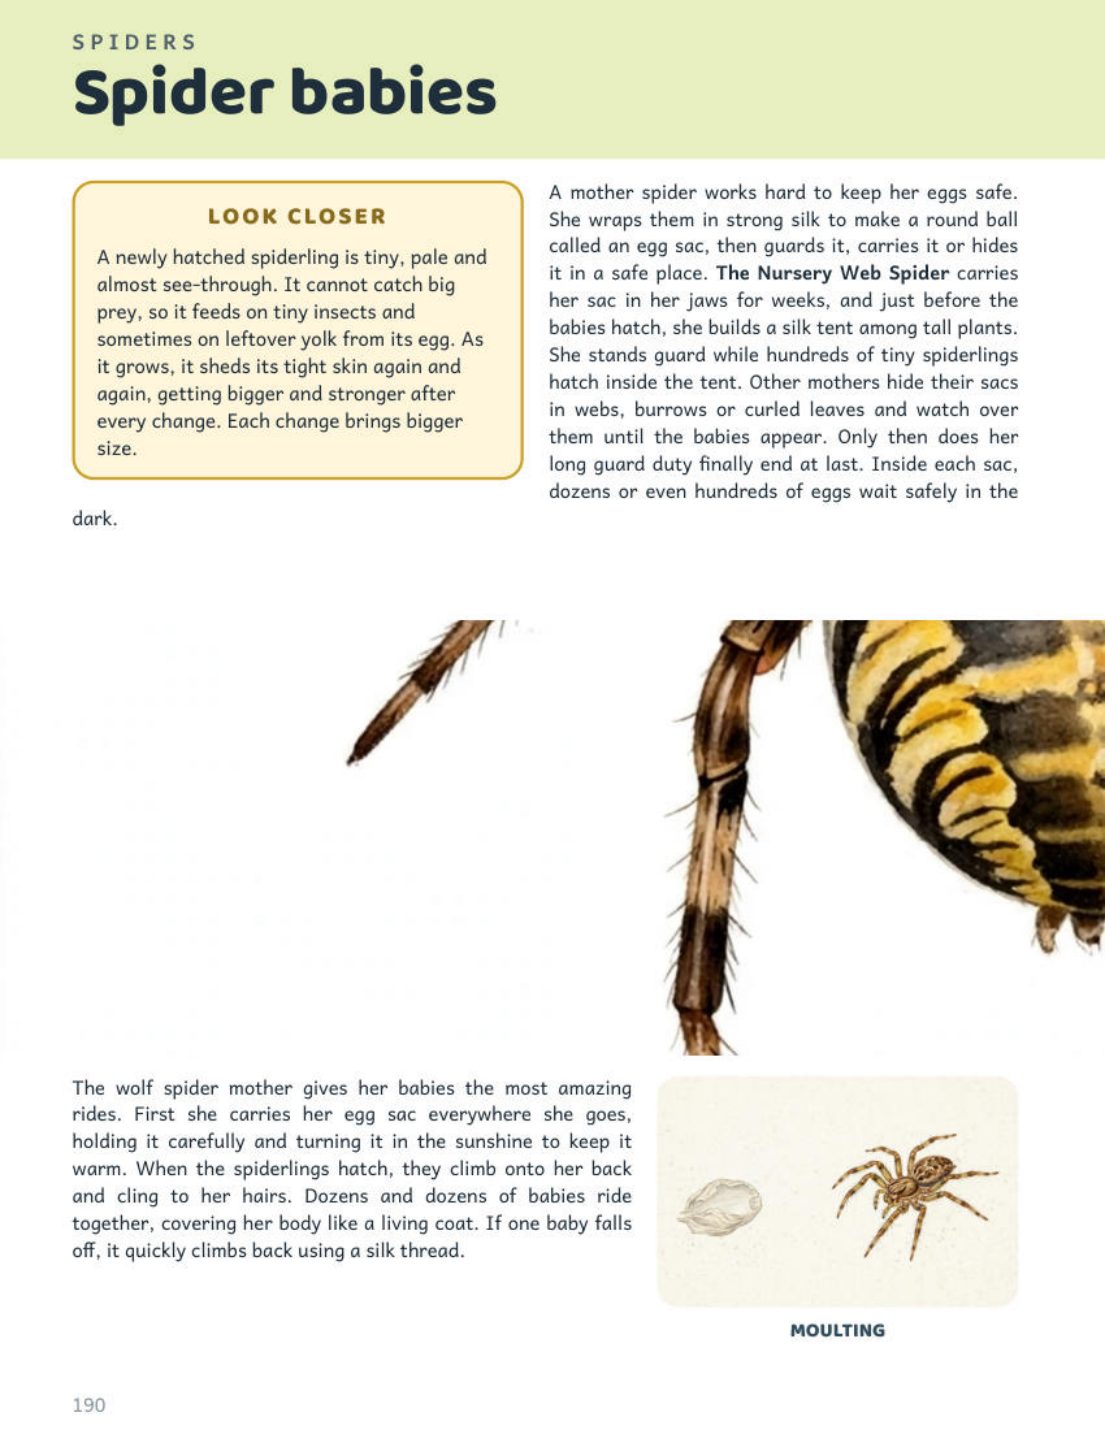 SPIDERS
Spider babies
LOOK CLOSER
A newly hatched spiderling is tiny, pale and
almost see-through. It cannot catch big
prey, so it feeds on tiny insects and
sometimes on leftover yolk from its egg. As
it grows, it sheds its tight skin again and
again, getting bigger and stronger after
every change. Each change brings bigger
size.
A mother spider works hard to keep her eggs safe.
She wraps them in strong silk to make a round ball
called an egg sac, then guards it, carries it or hides
it in a safe place. The Nursery Web Spider carries
her sac in her jaws for weeks, and just before the
babies hatch, she builds a silk tent among tall plants.
She stands guard while hundreds of tiny spiderlings
hatch inside the tent. Other mothers hide their sacs
in webs, burrows or curled leaves and watch over
them until the babies appear. Only then does her
long guard duty finally end at last. Inside each sac,
dozens or even hundreds of eggs wait safely in the
dark.
The wolf spider mother gives her babies the most amazing
rides. First she carries her egg sac everywhere she goes,
holding it carefully and turning it in the sunshine to keep it
warm. When the spiderlings hatch, they climb onto her back
and cling to her hairs. Dozens and dozens of babies ride
together, covering her body like a living coat. If one baby falls
off, it quickly climbs back using a silk thread.
MOULTING
190